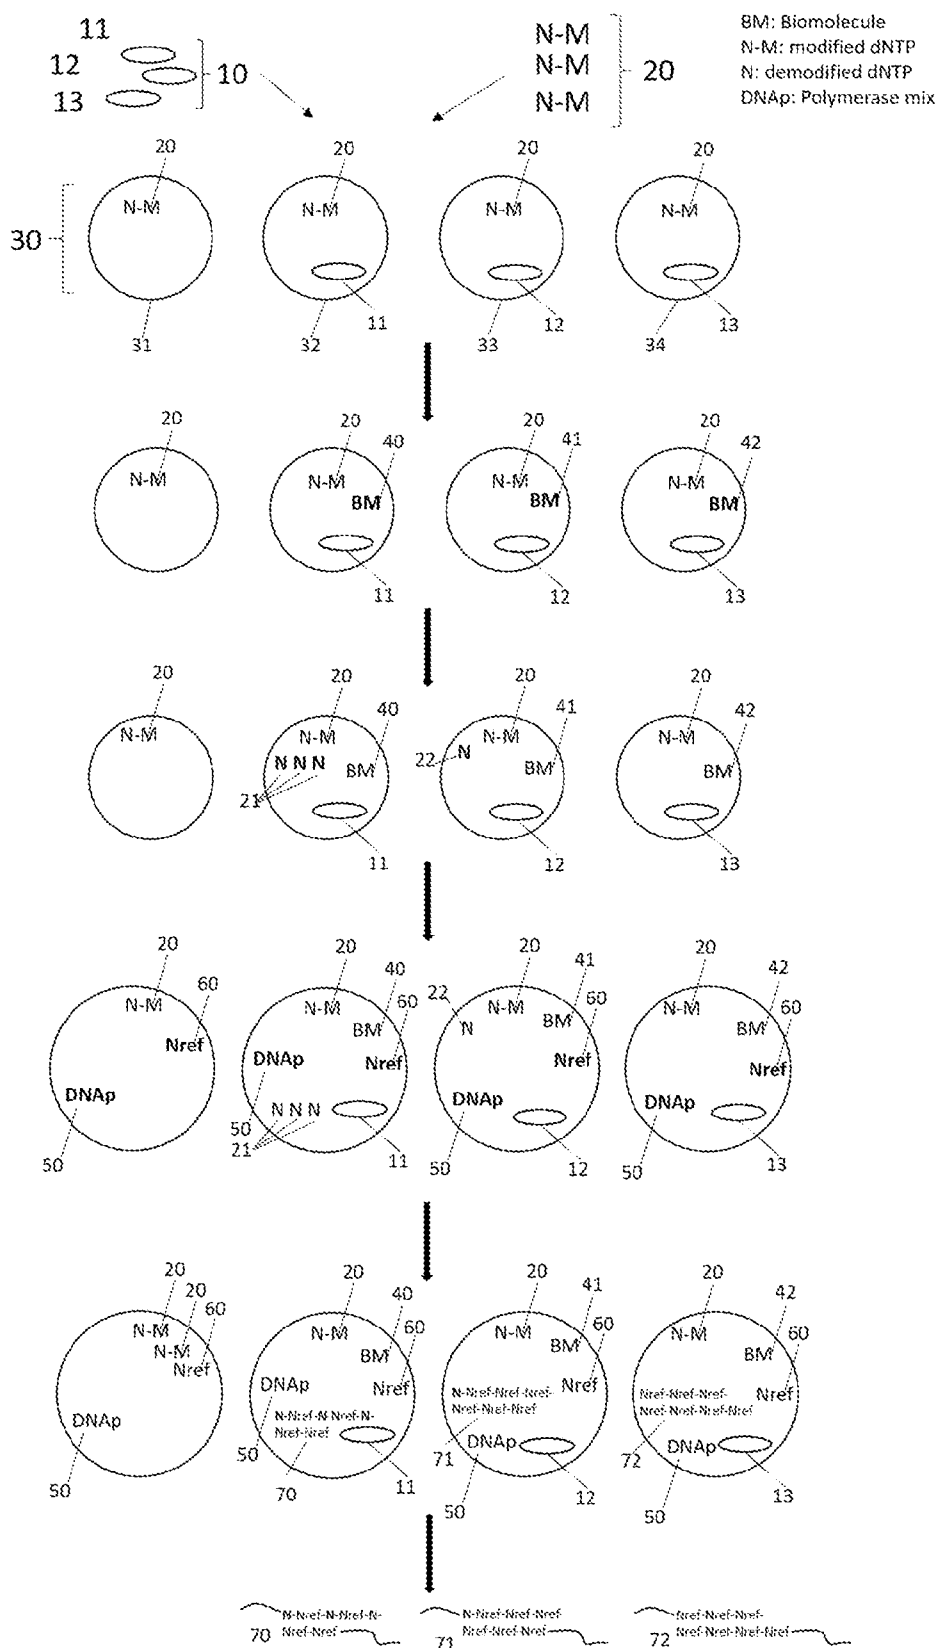 11
12
13
10
N-M
N-M
N-M
20
BM: Biomolecule
N-M: modified dNTP
N: demodified dNTP
DNAp: Polymerase mix
20 20 20 20
30
N-M N-M N-M N-M
11 12 13
31 32 33 34
20 20 20 20
40 41 42
N-M N-M N-M N-M
BM BM BM
11 12 13
20 20 20 20
40 41 42
N-M N-M N-M N-M
22 N
N N N BM BM BM
21
11 12 13
20 20 20 20
40 41 42
60 22 60 60 60
N-M N-M N-M N-M
N
BM BM BM
Nref Nref Nref Nref
DNAp DNAp DNAp DNAp
N N N
50
21
11 12 13
50 50 50
20 20 20 20
20 40 41 42
60 60 60 60
N-M N-M N-M N-M
N-M BM BM BM
Nref Nref Nref Nref
DNAp DNAp
N-Nref-N Nref-N-
Nref-Nref
N-Nref-Nref-Nref-
Nref-Nref-Nref
Nref-Nref-Nref-
Nref-Nref-Nref-Nref
DNAp DNAp
50 50 70 11
71 50 12
72 50 13
N-Nref-N-Nref-N-
70 Nref-Nref
N-Nref-Nref-Nref
71 Nref-Nref-Nref
Nref-Nref-Nref-
72 Nref-Nref-Nref-Nref